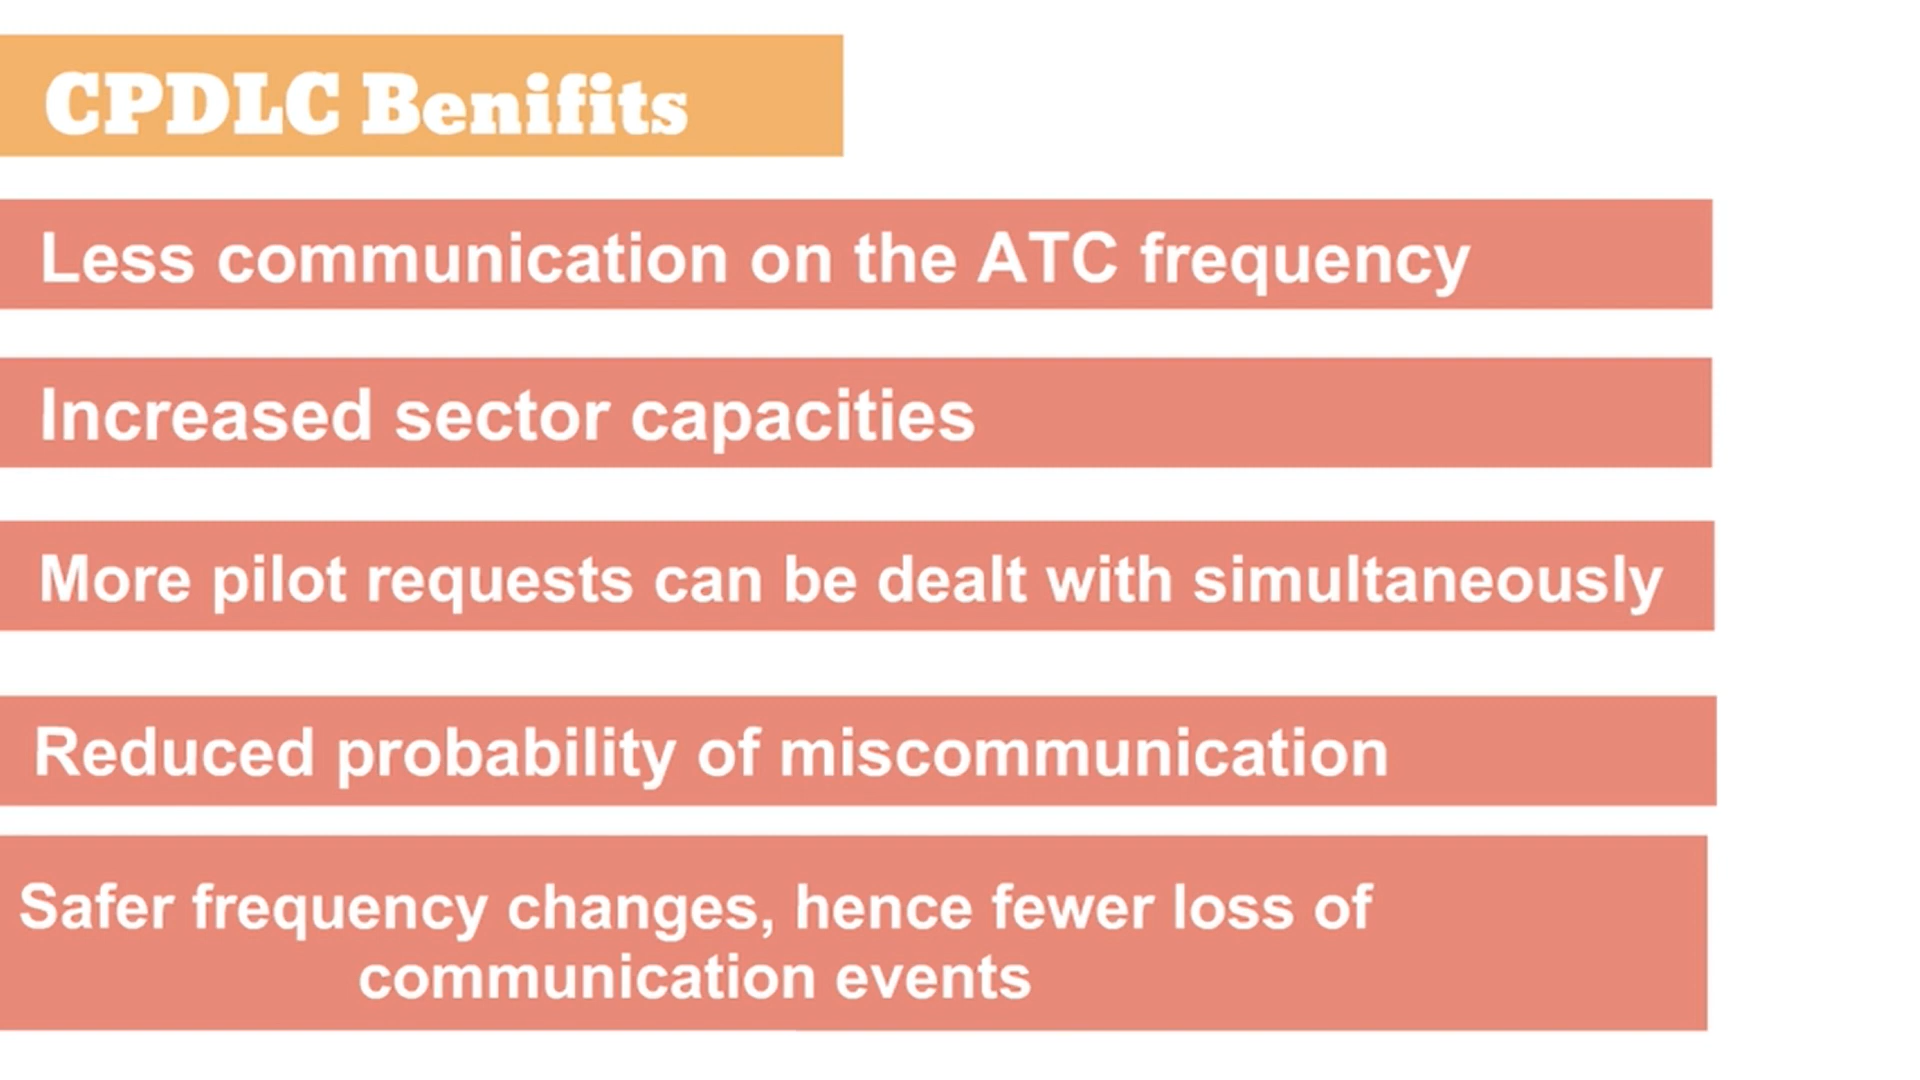 CPDLC Benifits
Less communication on the ATC frequency
Increased sector capacities
More pilot requests can be dealt with simultaneously
Reduced probability of miscommunication
Safer frequency changes, hence fewer loss of
communication events